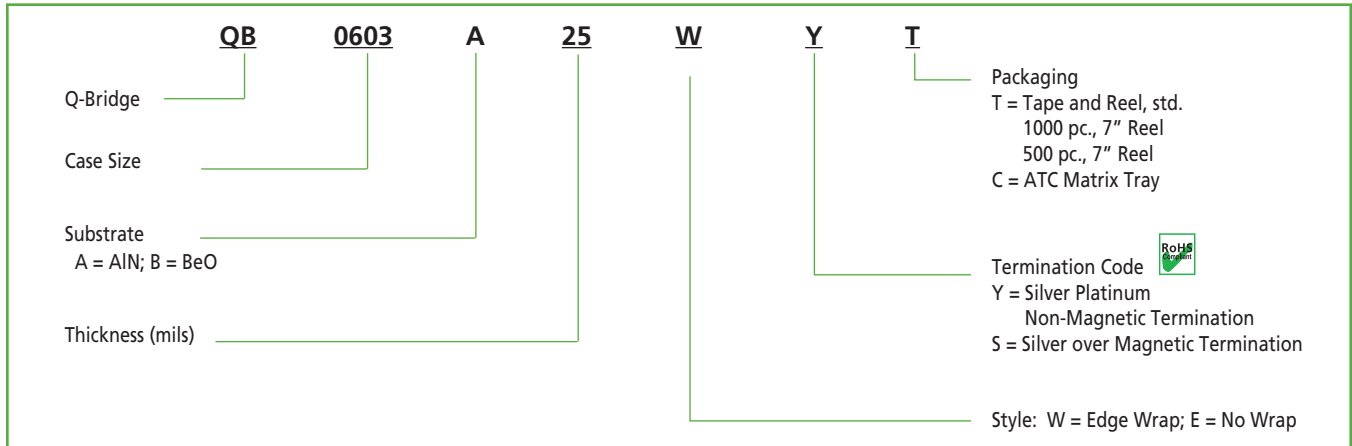 QB 0603 A 25 W Y T
Q-Bridge
Case Size
Substrate
A = AlN; B = BeO
Thickness (mils)
Packaging
T = Tape and Reel, std.
1000 pc., 7” Reel
500 pc., 7” Reel
C = ATC Matrix Tray
RoHS
Compliant
Termination Code
Y = Silver Platinum
Non-Magnetic Termination
S = Silver over Magnetic Termination
Style: W = Edge Wrap; E = No Wrap